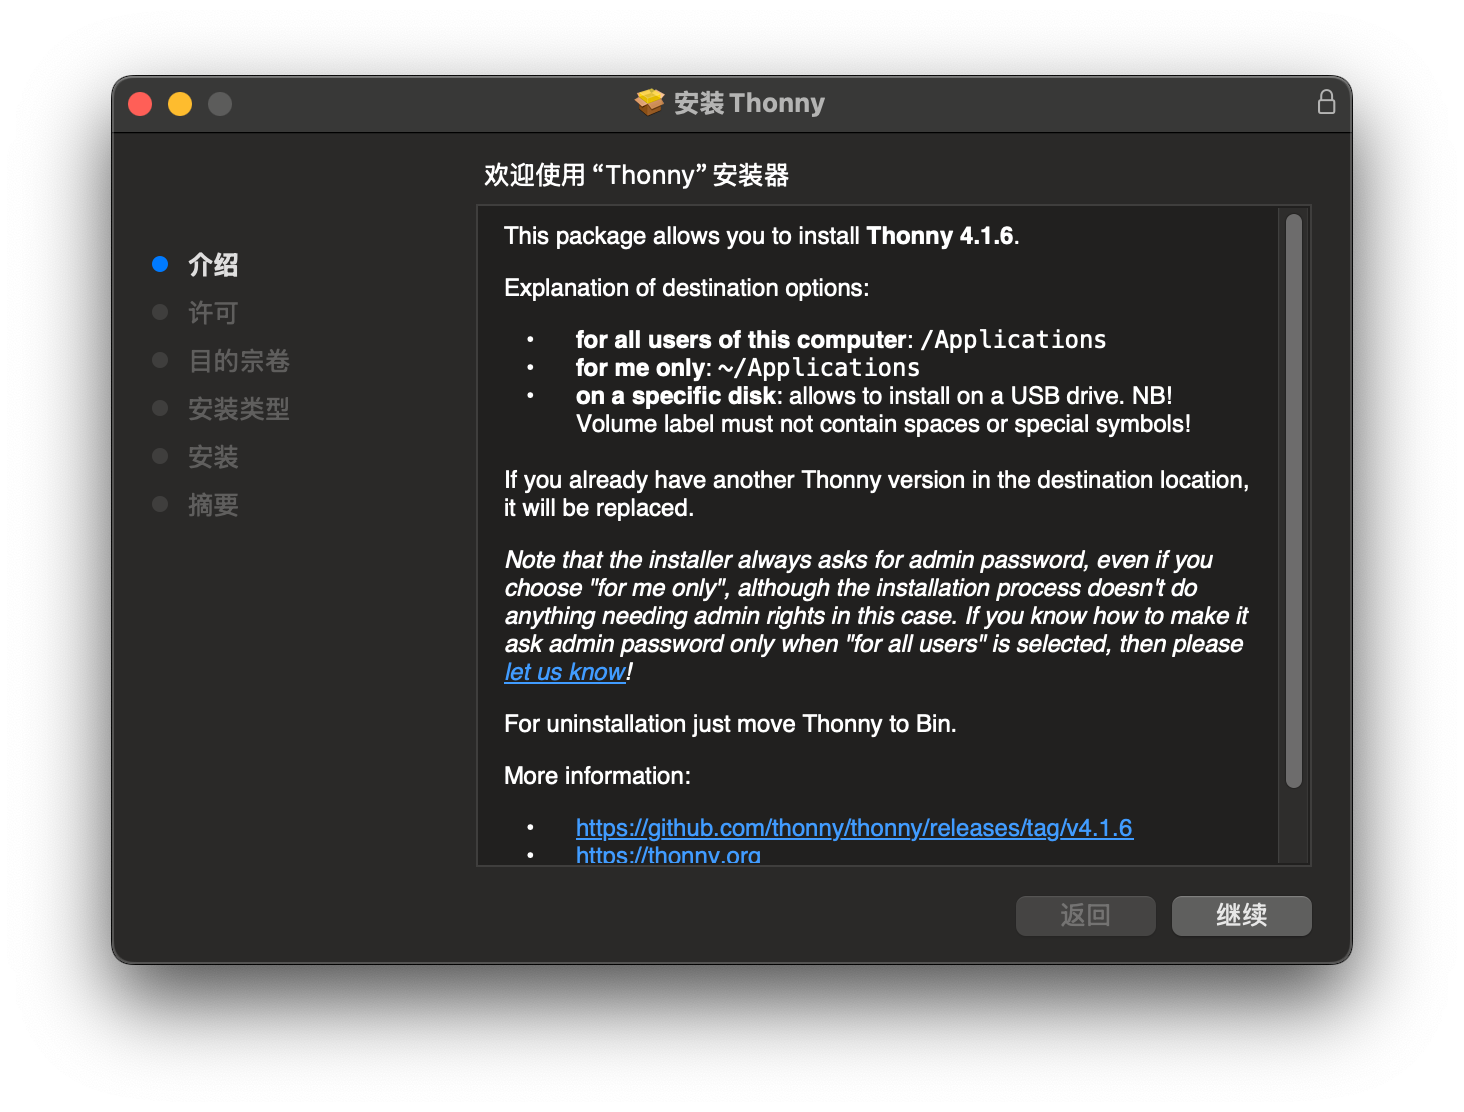 安装 Thonny
欢迎使用 “Thonny” 安装器
介绍
许可
目的宗卷
安装类型
安装
摘要
This package allows you to install Thonny 4.1.6.
Explanation of destination options:
• for all users of this computer: /Applications
• for me only: ~/Applications
• on a specific disk: allows to install on a USB drive. NB!
Volume label must not contain spaces or special symbols!
If you already have another Thonny version in the destination location,
it will be replaced.
Note that the installer always asks for admin password, even if you
choose "for me only", although the installation process doesn't do
anything needing admin rights in this case. If you know how to make it
ask admin password only when "for all users" is selected, then please
let us know!
For uninstallation just move Thonny to Bin.
More information:
• https://github.com/thonny/thonny/releases/tag/v4.1.6
• https://thonny.org
返回
继续